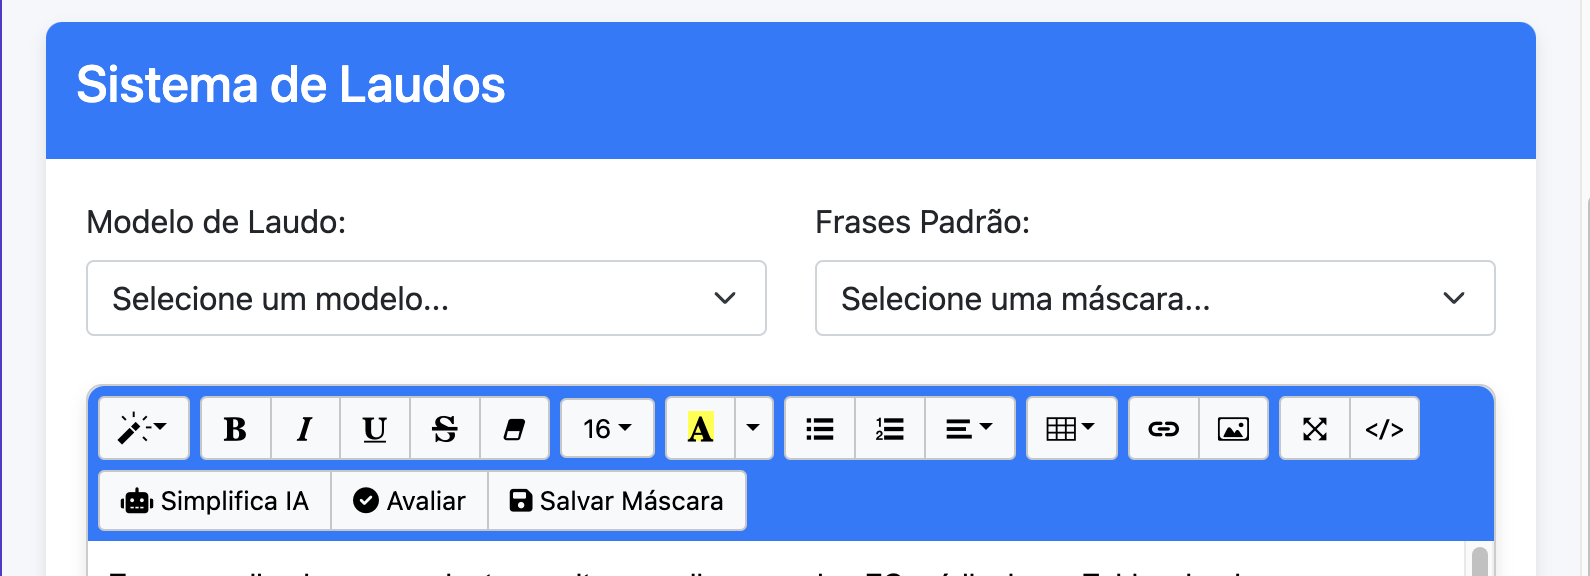 Sistema de Laudos
Modelo de Laudo:
Frases Padrão:
Selecione um modelo...
Selecione uma máscara...
B I U S 16 A </>
Simplifica IA Avaliar Salvar Máscara